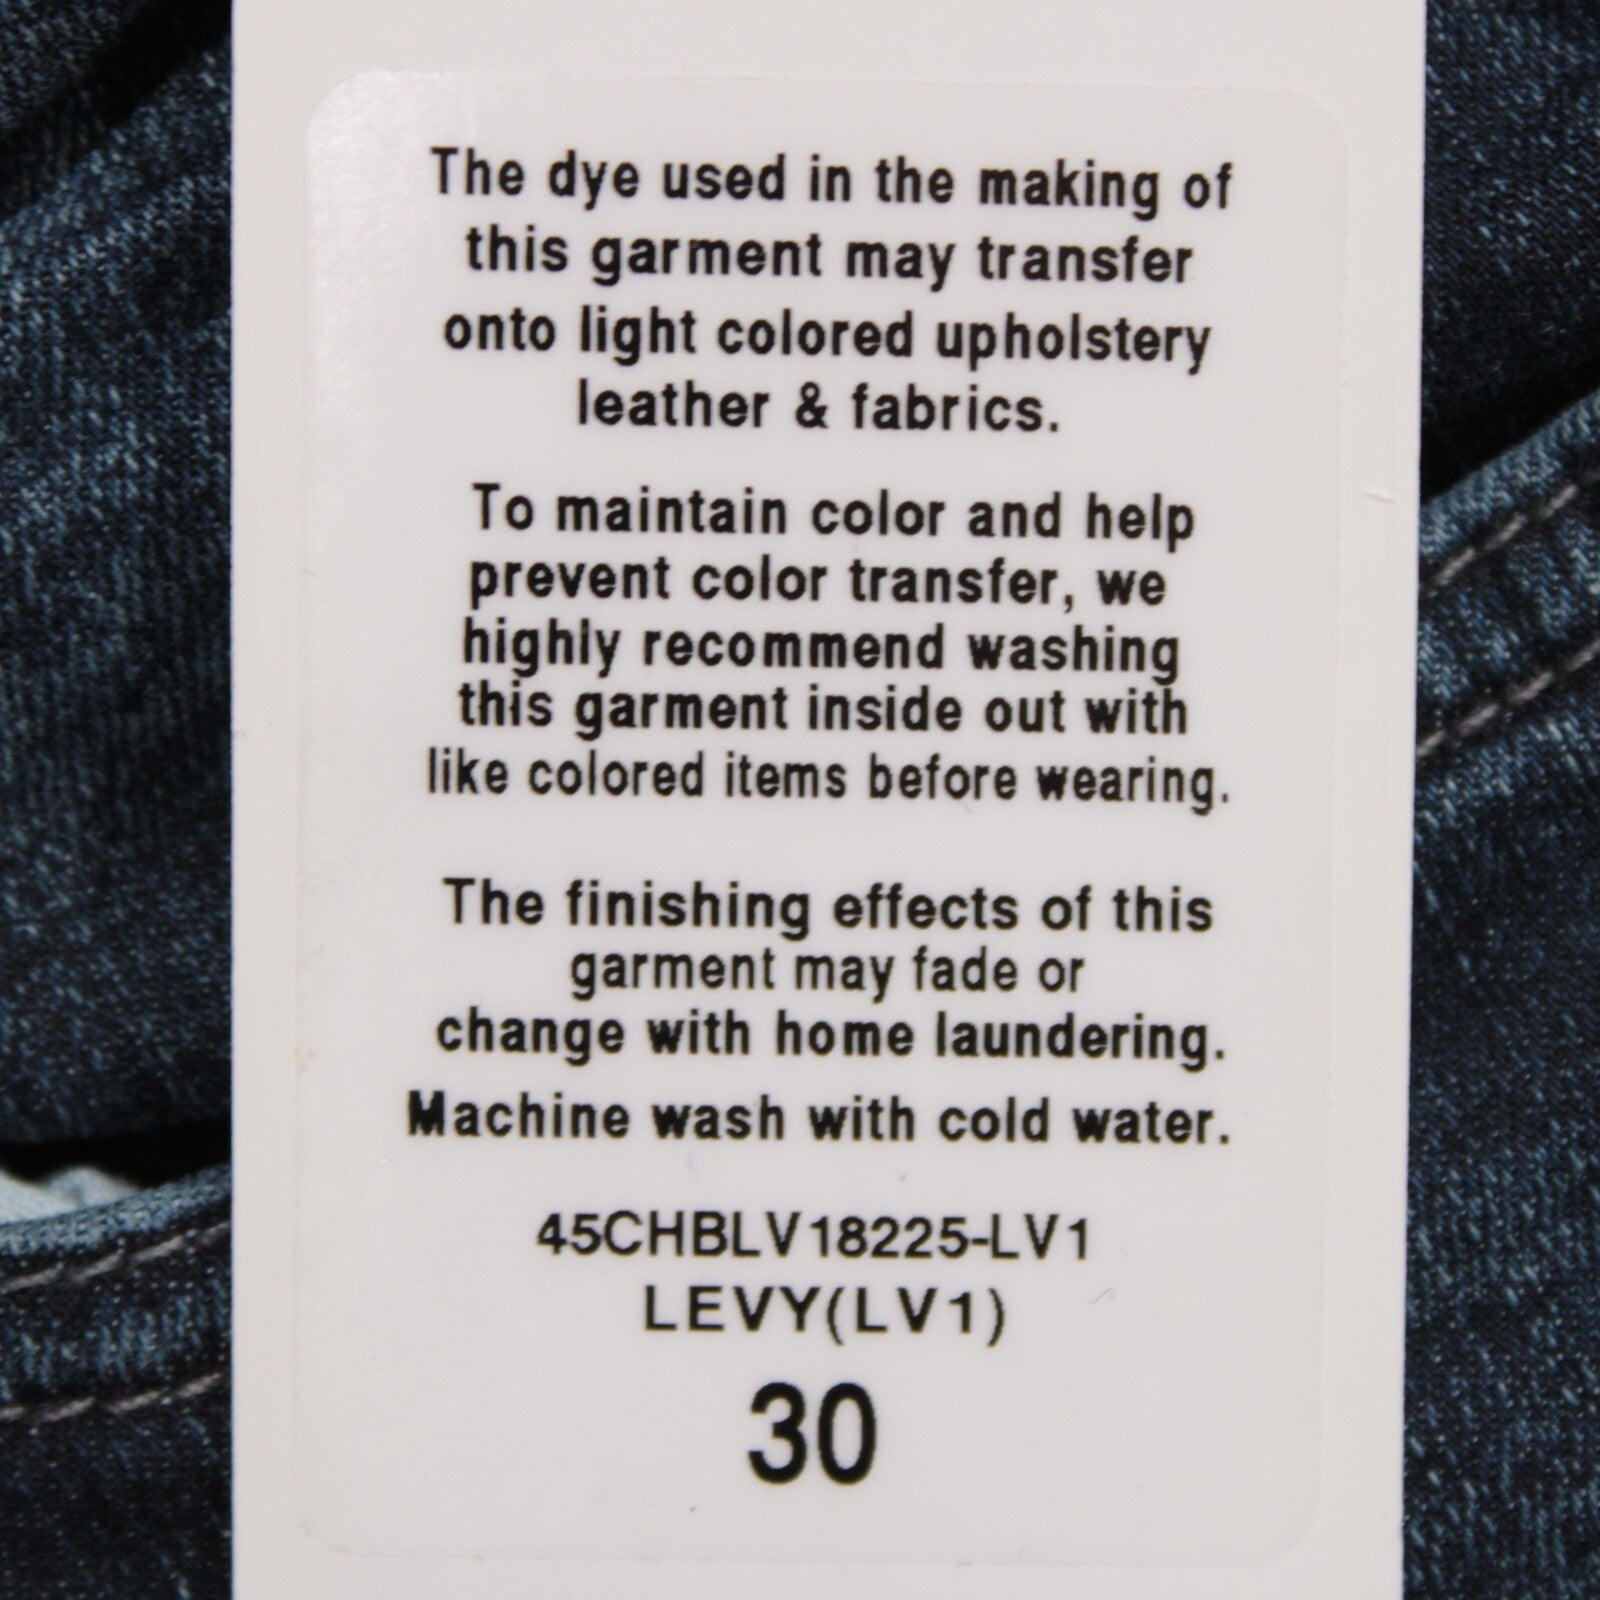 The dye used in the making of
this garment may transfer
onto light colored upholstery
leather & fabrics.
To maintain color and help
prevent color transfer, we
highly recommend washing
this garment inside out with
like colored items before wearing.
The finishing effects of this
garment may fade or
change with home laundering.
Machine wash with cold water.
45CHBLV18225-LV1
LEVY(LV1)
30